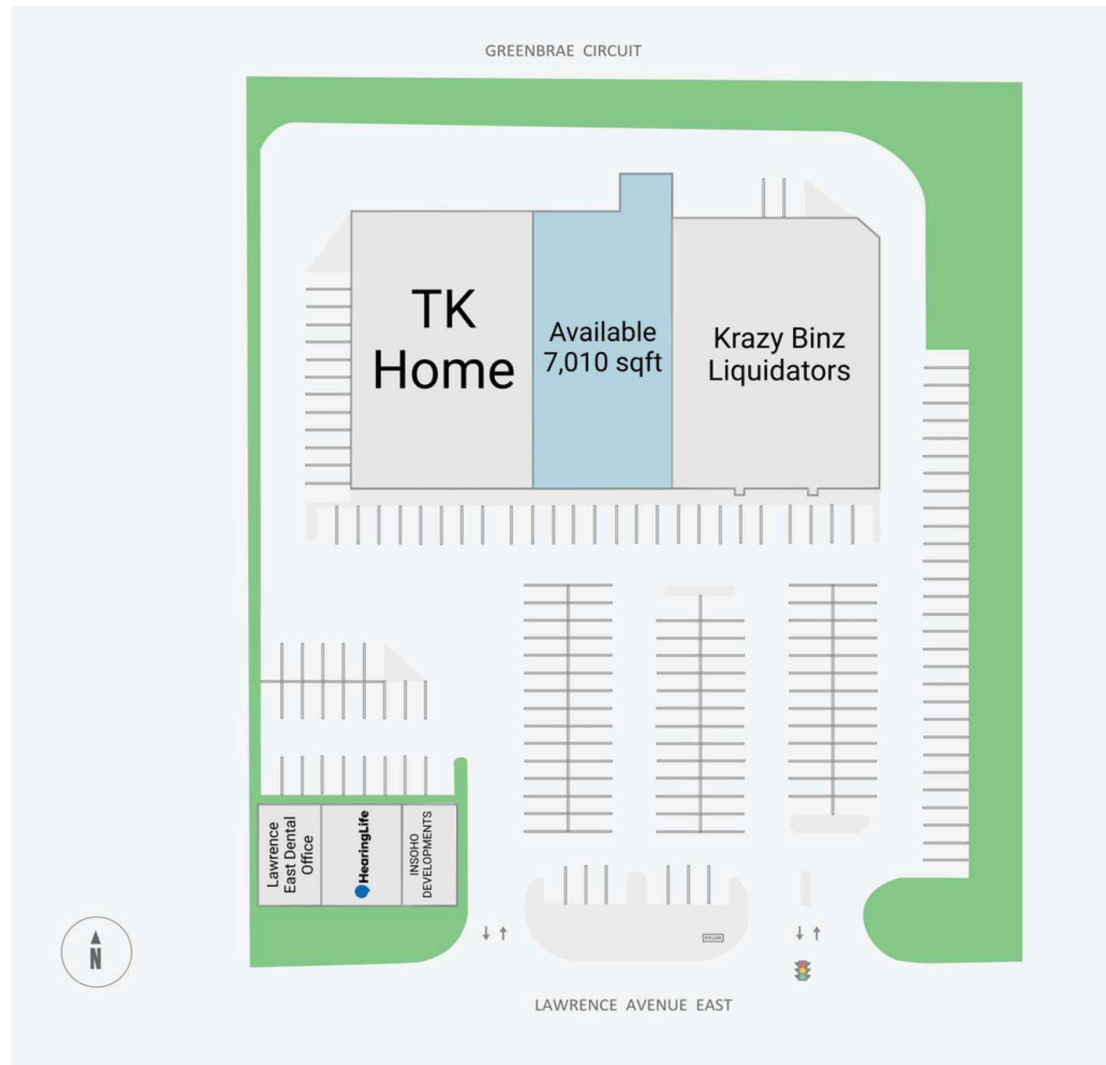 GREENBRAE CIRCUIT
TK
Home
Available
7,010 sqft
Krazy Binz
Liquidators
Lawrence
East Dental
Office
HearingLife
INSOHO
DEVELOPMENTS
PYLON
N
LAWRENCE AVENUE EAST